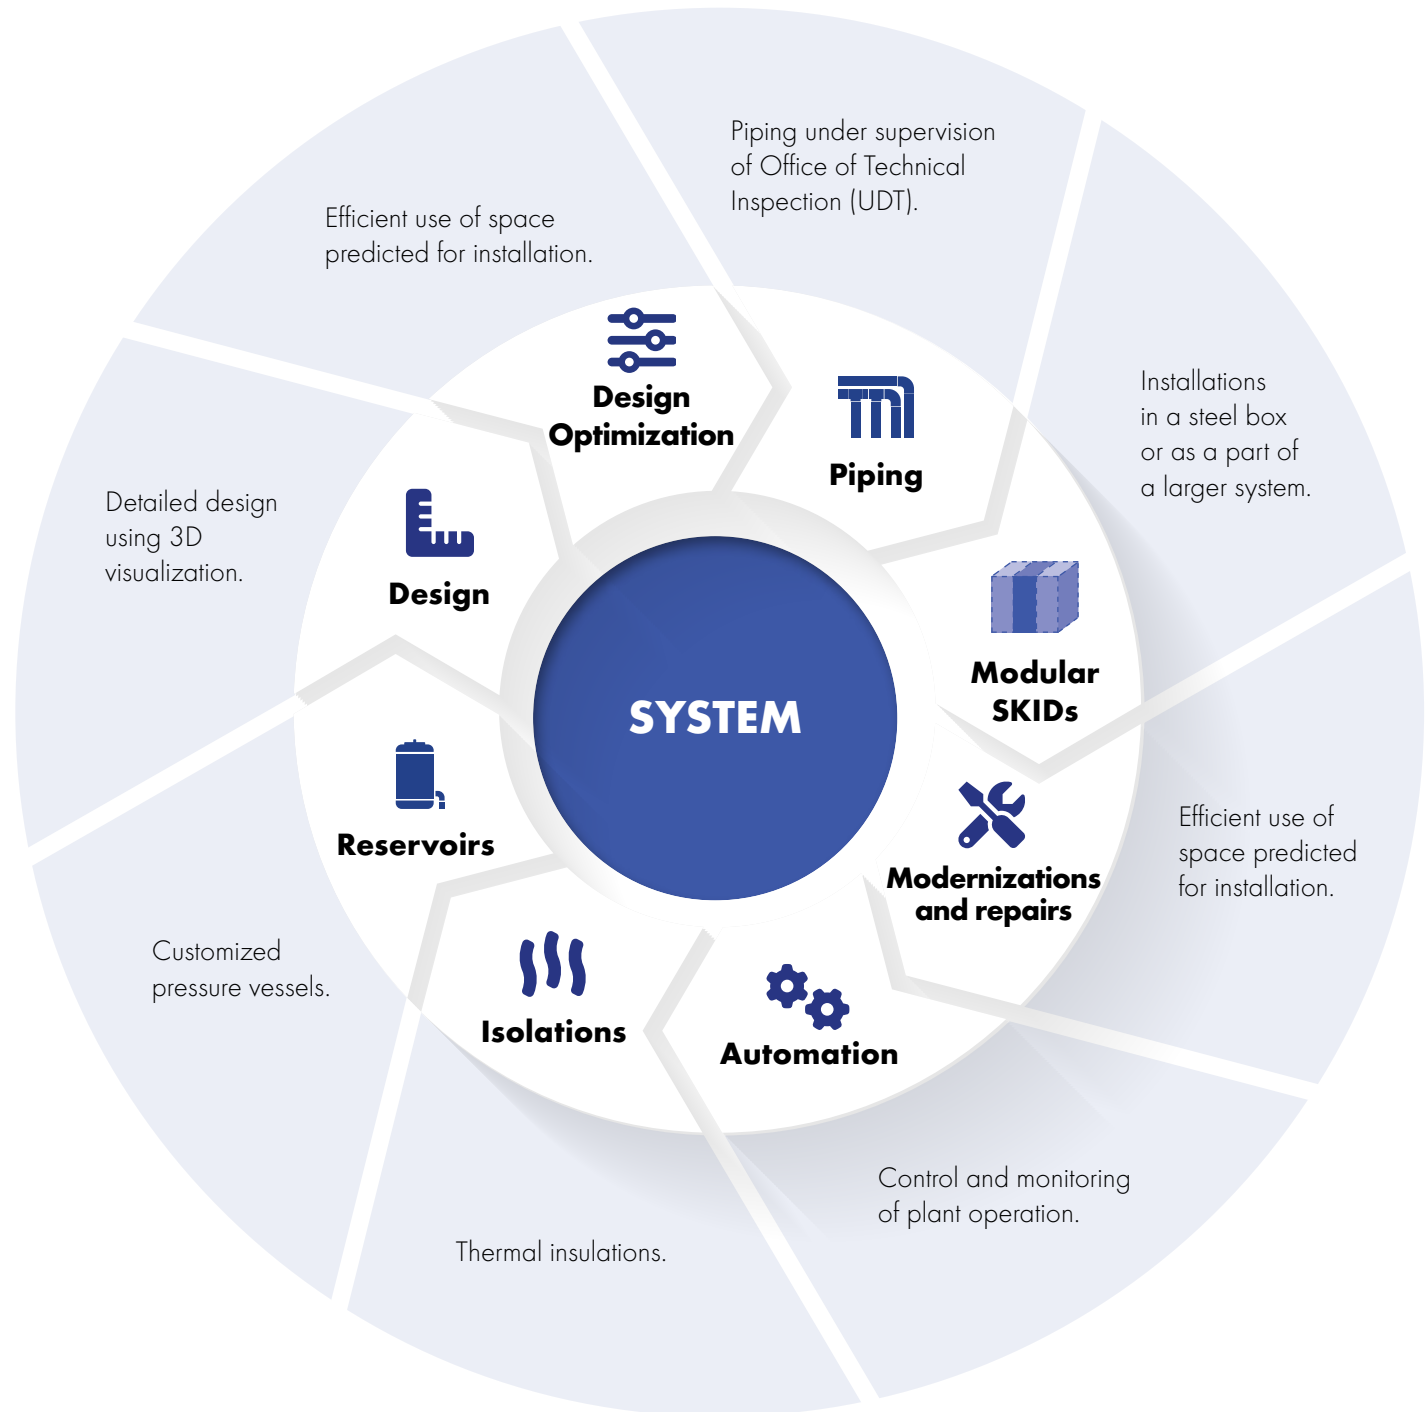 Piping under supervision
of Office of Technical
Inspection (UDT).
Efficient use of space
predicted for installation.
Design
Optimization
Piping
Installations
in a steel box
or as a part of
a larger system.
Detailed design
using 3D
visualization.
Design
Modular
SKIDs
SYSTEM
Reservoirs
Modernizations
and repairs
Efficient use of
space predicted
for installation.
Customized
pressure vessels.
Isolations
Automation
Control and monitoring
of plant operation.
Thermal insulations.